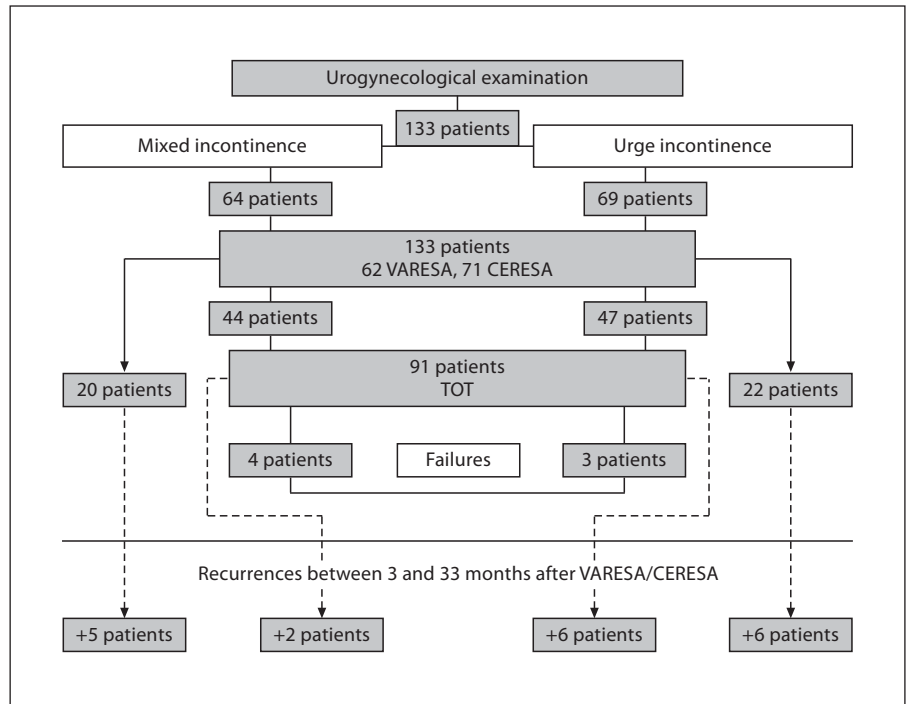 Urogynecological examination
133 patients
Mixed incontinence
Urge incontinence
64 patients
69 patients
133 patients
62 VARESA, 71 CERESA
44 patients
47 patients
91 patients
TOT
20 patients
22 patients
4 patients
Failures
3 patients
Recurrences between 3 and 33 months after VARESA/CERESA
+5 patients
+2 patients
+6 patients
+6 patients